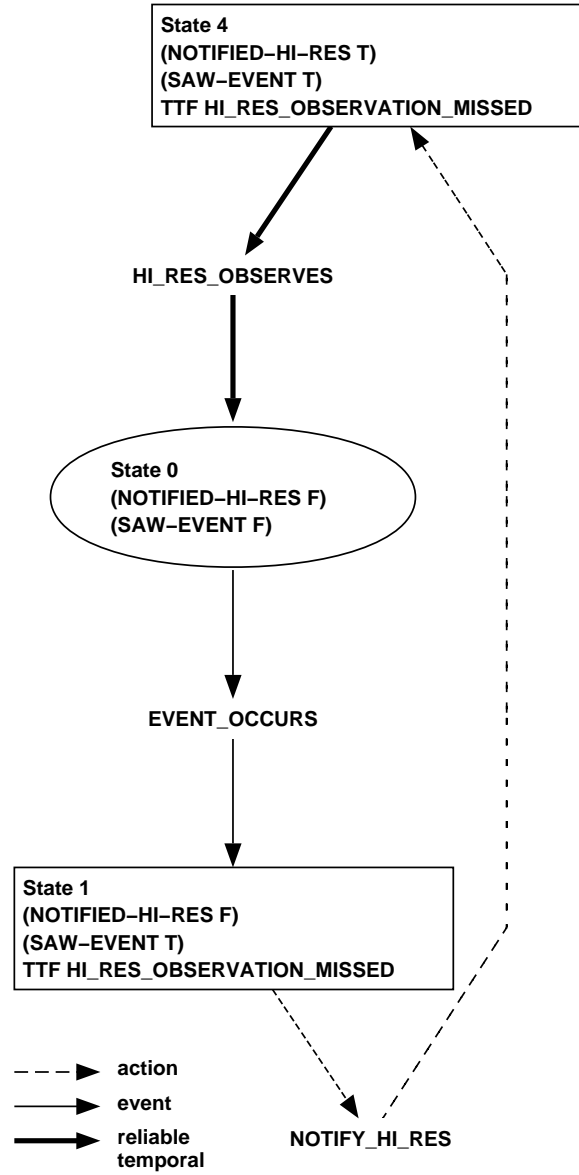 State 4
(NOTIFIED–HI–RES T)
(SAW–EVENT T)
TTF HI_RES_OBSERVATION_MISSED
HI_RES_OBSERVES
State 0
(NOTIFIED–HI–RES F)
(SAW–EVENT F)
EVENT_OCCURS
State 1
(NOTIFIED–HI–RES F)
(SAW–EVENT T)
TTF HI_RES_OBSERVATION_MISSED
action
event
reliable
temporal
NOTIFY_HI_RES